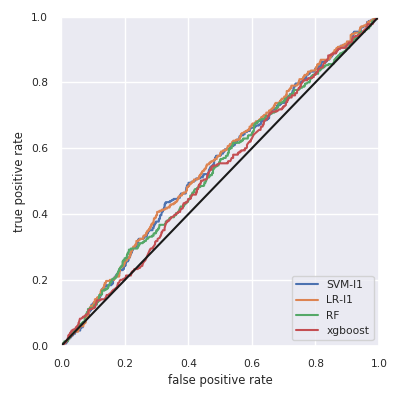 1.0
0.8
0.6
0.4
0.2
0.0
true positive rate
0.0 0.2 0.4 0.6 0.8 1.0
false positive rate
SVM-l1
LR-l1
RF
xgboost